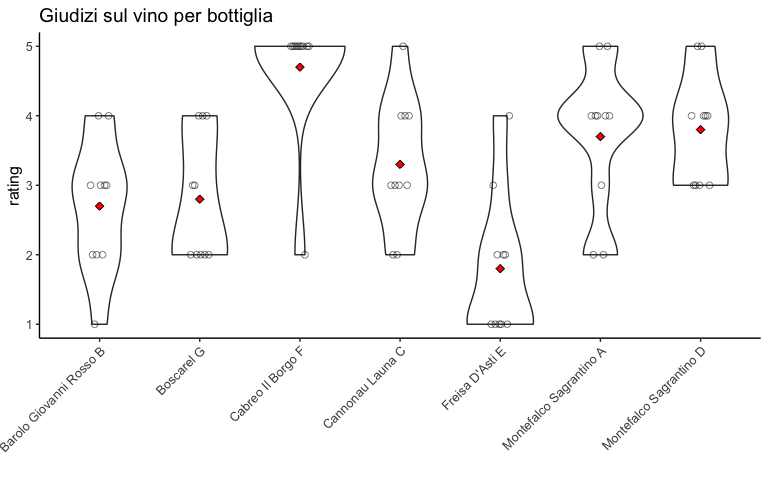 Giudizi sul vino per bottiglia
rating
5
4
3
2
1
Barolo Giovanni Rosso B
Boscarel G
Cabreo Il Borgo F
Cannonau Launa C
Freisa D'Asti E
Montefalco Sagrantino A
Montefalco Sagrantino D